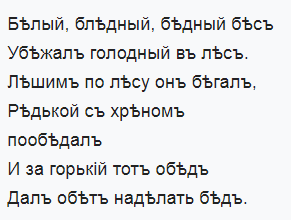 Бѣлый, блѣдный, бѣдный бѣсъ
Убѣжалъ голодный въ лѣсъ.
Лѣшимъ по лѣсу онъ бѣгалъ,
Рѣдькой съ хрѣномъ
пообѣдалъ
И за горькій тотъ обѣдъ
Далъ обѣтъ надѣлать бѣдъ.